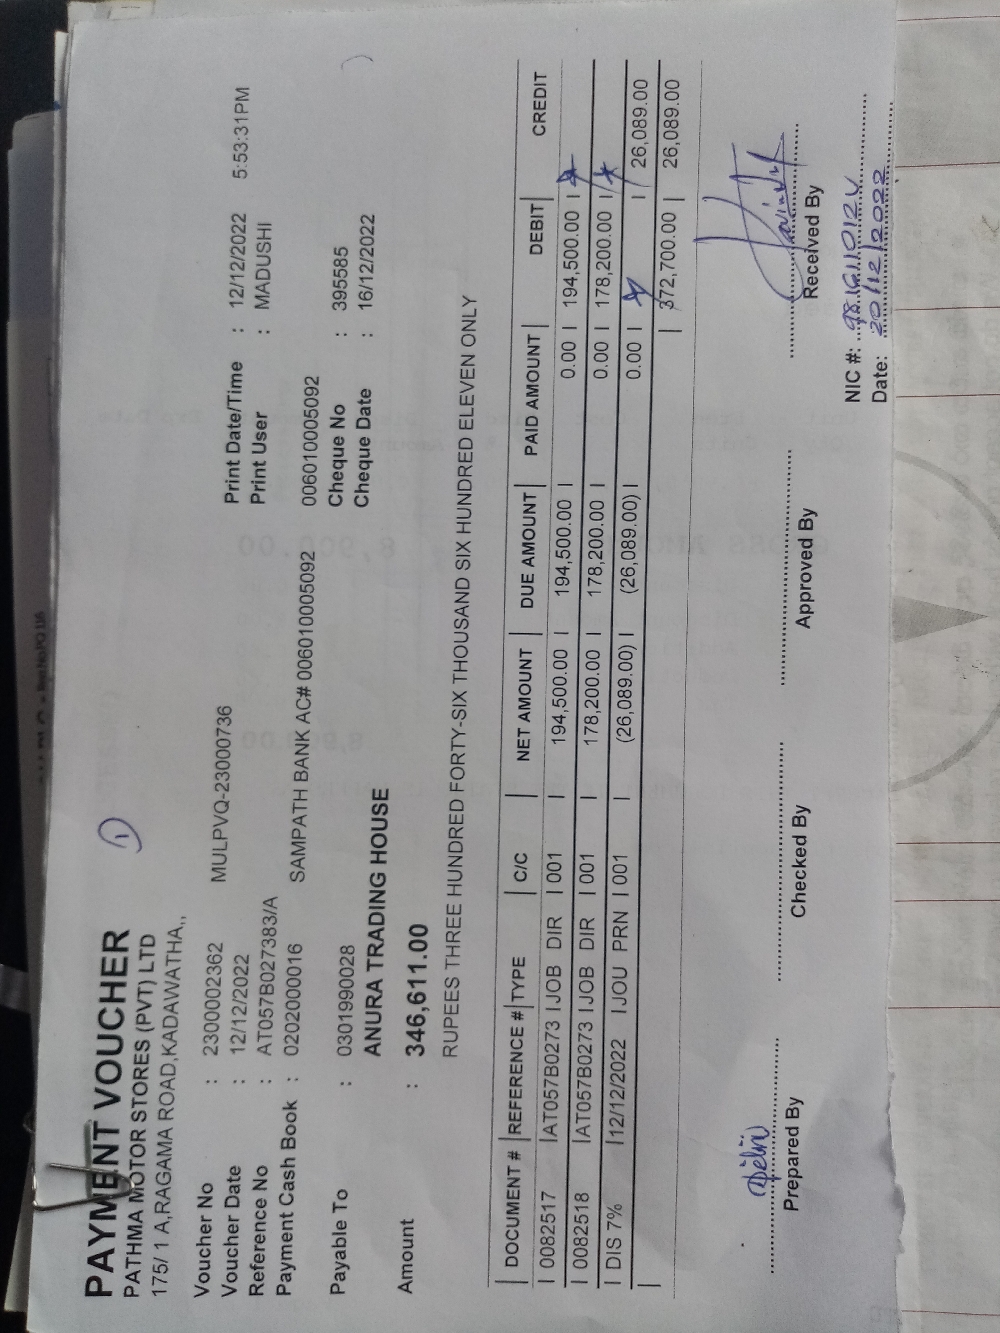 PAYMENT VOUCHER
PATHMA MOTOR STORES (PVT) LTD
175/ 1 A,RAGAMA ROAD,KADAWATHA,,
Voucher No : 2300002362 MULPVQ-23000736 Print Date/Time : 12/12/2022 5:53:31PM
Voucher Date : 12/12/2022 Print User : MADUSHI
Reference No : AT057B027383/A
Payment Cash Book : 0202000016 SAMPATH BANK AC# 006010005092 006010005092
Cheque No : 395585
Payable To : 0301990028 Cheque Date : 16/12/2022
ANURA TRADING HOUSE
Amount : 346,611.00
RUPEES THREE HUNDRED FORTY-SIX THOUSAND SIX HUNDRED ELEVEN ONLY
| DOCUMENT # | REFERENCE # | TYPE | C/C | NET AMOUNT | DUE AMOUNT | PAID AMOUNT | DEBIT | CREDIT
| 0082517 | AT057B0273 | JOB DIR | 001 | 194,500.00 | 194,500.00 | 0.00 | 194,500.00 |
| 0082518 | AT057B0273 | JOB DIR | 001 | 178,200.00 | 178,200.00 | 0.00 | 178,200.00 |
| DIS 7% | 12/12/2022 | JOU PRN | 001 | (26,089.00) | (26,089.00) | 0.00 | | 26,089.00
| | 372,700.00 | 26,089.00
Prepared By Checked By Approved By Received By
NIC #: 981611012V
Date: 20/12/2022